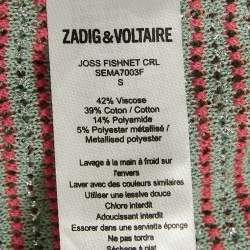 ZADIG & VOLTAIRE
JOSS FISHNET CRL
SEMA7003F
S
42% Viscose
39% Coton / Cotton
14% Polyamide
5% Polyester métallisé /
Metallised polyester
Lavage à la main à froid sur
l'envers
Laver avec des couleurs similaires
Utiliser une lessive douce
Chlore interdit
Adoucissant interdit
Essorer dans une serviette éponge
Ne pas tordre
Séchage à plat